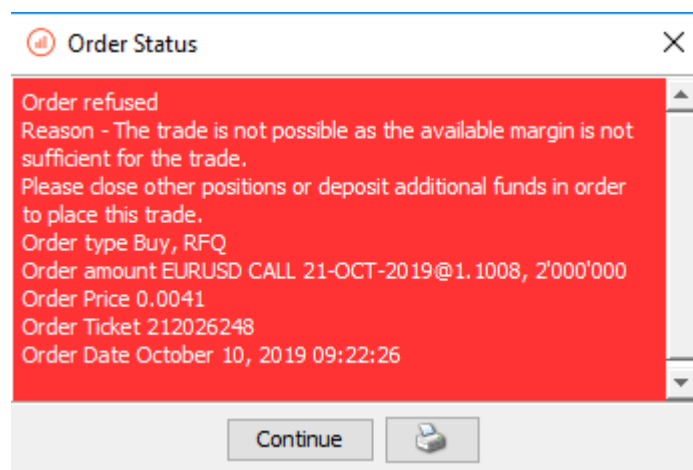 Order Status
Order refused
Reason - The trade is not possible as the available margin is not
sufficient for the trade.
Please close other positions or deposit additional funds in order
to place this trade.
Order type Buy, RFQ
Order amount EURUSD CALL 21-OCT-2019@1.1008, 2'000'000
Order Price 0.0041
Order Ticket 212026248
Order Date October 10, 2019 09:22:26
Continue